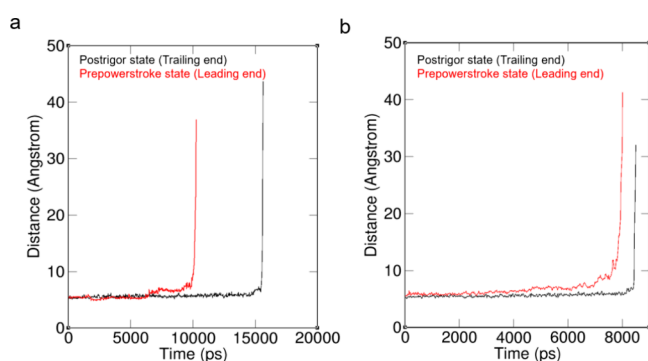 a
50
40
30
20
10
0
Distance (Angstrom)
Postrigor state (Trailing end)
Prepowerstroke state (Leading end)
0 5000 10000 15000 20000
Time (ps)
b
50
40
30
20
10
0
Distance (Angstrom)
Postrigor state (Trailing end)
Prepowerstroke state (Leading end)
0 2000 4000 6000 8000
Time (ps)